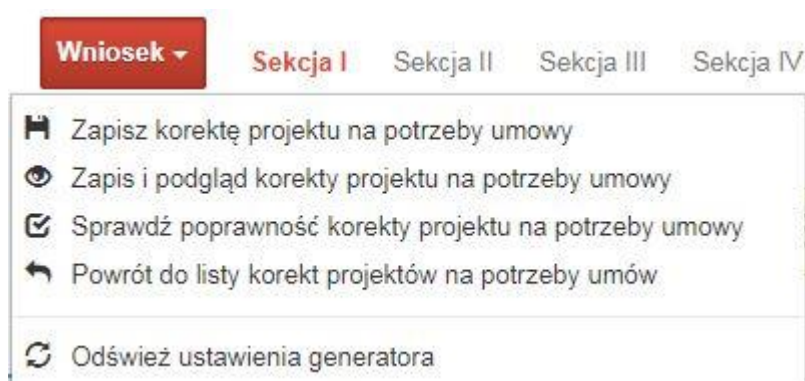 Wniosek Sekcja I Sekcja II Sekcja III Sekcja IV
Zapisz korektę projektu na potrzeby umowy
Zapis i podgląd korekty projektu na potrzeby umowy
Sprawdź poprawność korekty projektu na potrzeby umowy
Powrót do listy korekt projektów na potrzeby umów
Odśwież ustawienia generatora